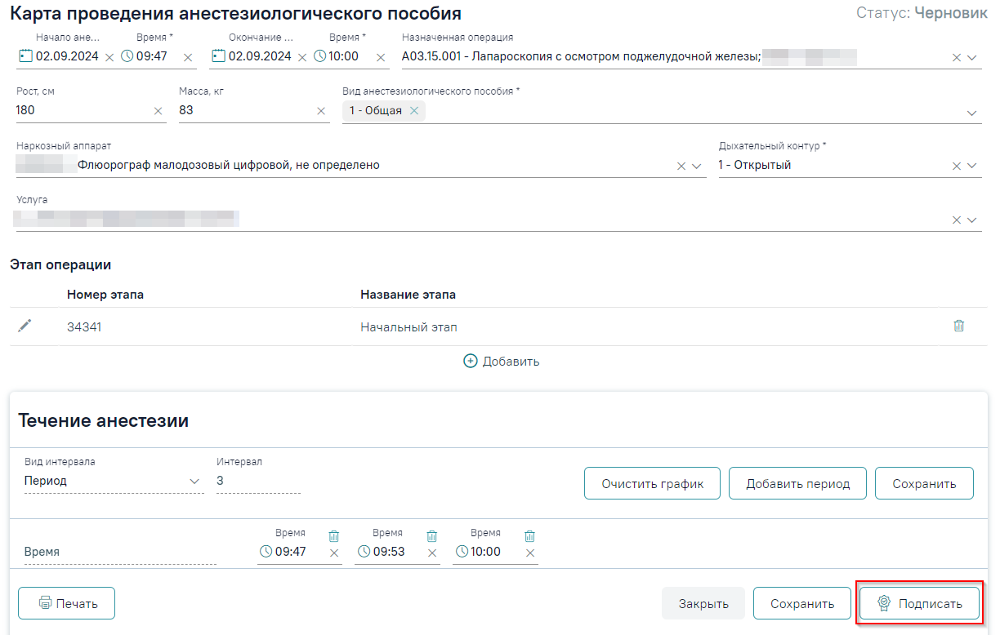 Карта проведения анестезиологического пособия
Статус: Черновик
Начало ане... Время * Окончание ... Время * Назначенная операция
02.09.2024 09:47 02.09.2024 10:00 А03.15.001 - Лапароскопия с осмотром поджелудочной железы;
Рост, см Масса, кг Вид анестезиологического пособия *
180 83 1 - Общая
Наркозный аппарат Дыхательный контур *
Флюорограф малодозовый цифровой, не определено 1 - Открытый
Услуга
Этап операции
Номер этапа Название этапа
34341 Начальный этап
Добавить
Течение анестезии
Вид интервала Интервал
Период 3 Очистить график Добавить период Сохранить
Время Время Время
Время 09:47 09:53 10:00
Печать Закрыть Сохранить Подписать